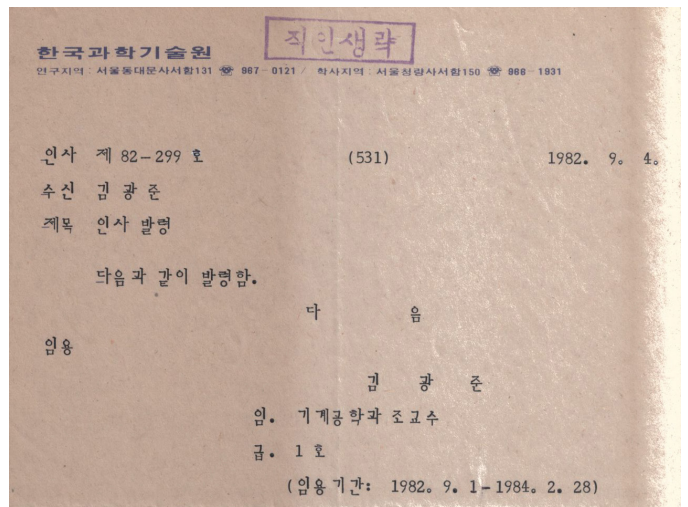 직인생략
한국과학기술원
연구지역 : 서울동대문사서함131 ☎ 967-0121 / 학사지역 : 서울청량사서함150 ☎ 966-1931
인사 제 82-299 호 (531) 1982. 9. 4.
수신 김 광 준
제목 인사 발령
다음과 같이 발령함.
다 음
임용
김 광 준
임. 기계공학과 조교수
급. 1 호
(임용기간: 1982. 9. 1-1984. 2. 28)